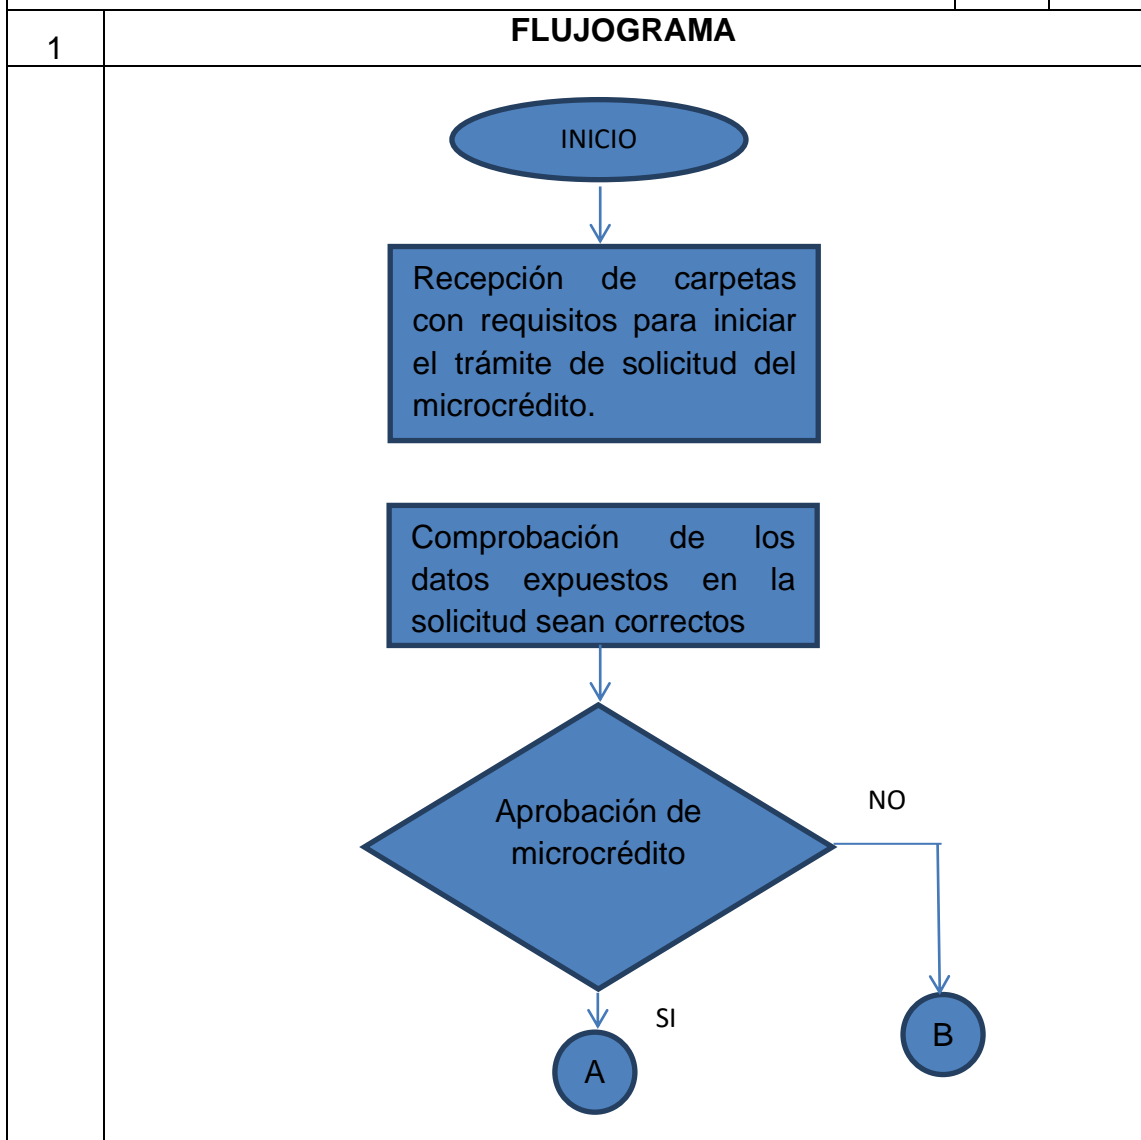 1
FLUJOGRAMA
INICIO
Recepción de carpetas
con requisitos para iniciar
el trámite de solicitud del
microcrédito.
Comprobación de los
datos expuestos en la
solicitud sean correctos
Aprobación de
microcrédito
NO
SI
B
A